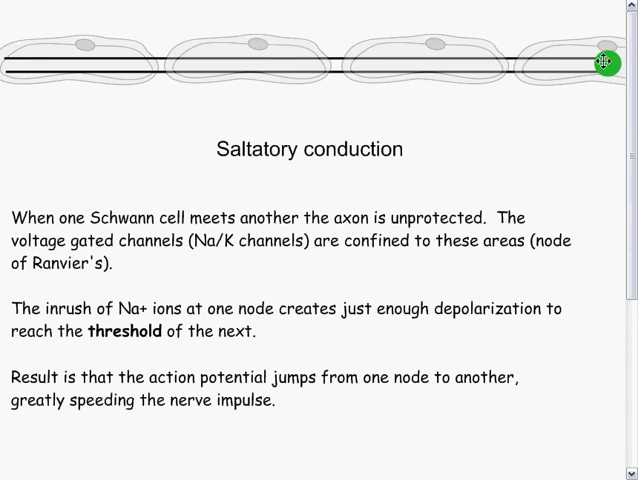 Saltatory conduction
When one Schwann cell meets another the axon is unprotected. The
voltage gated channels (Na/K channels) are confined to these areas (node
of Ranvier's).
The inrush of Na+ ions at one node creates just enough depolarization to
reach the threshold of the next.
Result is that the action potential jumps from one node to another,
greatly speeding the nerve impulse.